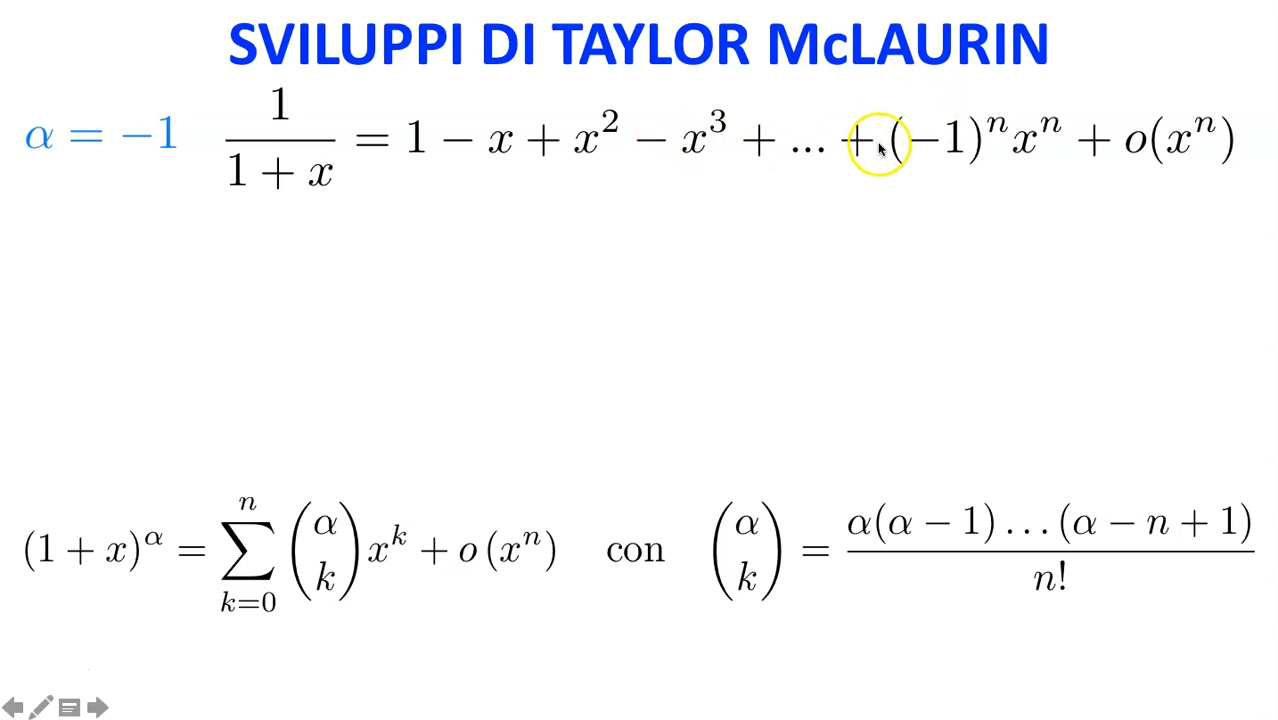 SVILUPPI DI TAYLOR McLAURIN
α = −1 1/(1 + x) = 1 − x + x² − x³ + ... + (−1)ⁿxⁿ + o(xⁿ)
(1 + x)^α = ∑_{k=0}^{n} (α k) x^k + o (xⁿ) con (α k) = α(α − 1) . . . (α − n + 1)/n!